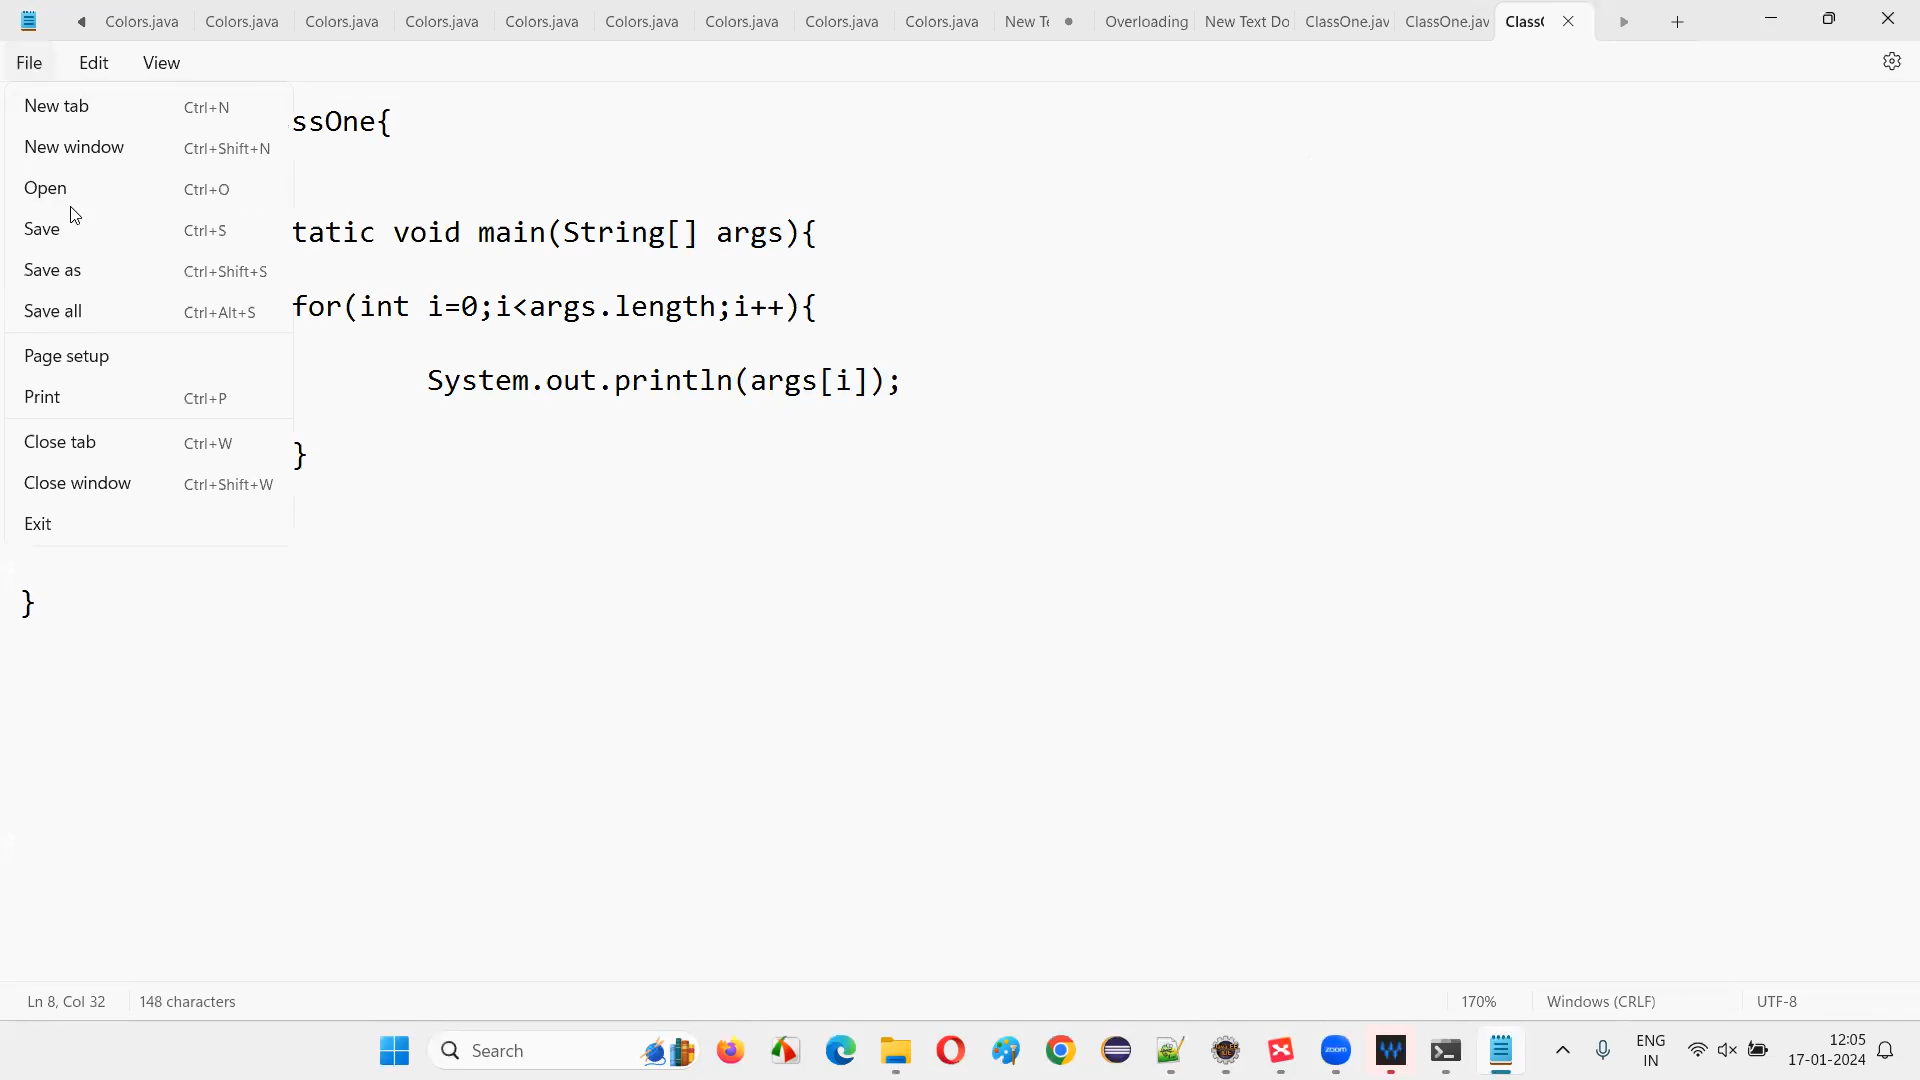 Colors.java Colors.java Colors.java Colors.java Colors.java Colors.java Colors.java Colors.java Colors.java New Te Overloading New Text Do ClassOne.jav ClassOne.jav Class
File Edit View
New tab Ctrl+N
New window Ctrl+Shift+N
Open Ctrl+O
Save Ctrl+S
Save as Ctrl+Shift+S
Save all Ctrl+Alt+S
Page setup
Print Ctrl+P
Close tab Ctrl+W
Close window Ctrl+Shift+W
Exit
ssOne{
tatic void main(String[] args){
for(int i=0;i<args.length;i++){
System.out.println(args[i]);
}
}
Ln 8, Col 32 148 characters 170% Windows (CRLF) UTF-8
Search
zoom
ENG
IN
12:05
17-01-2024